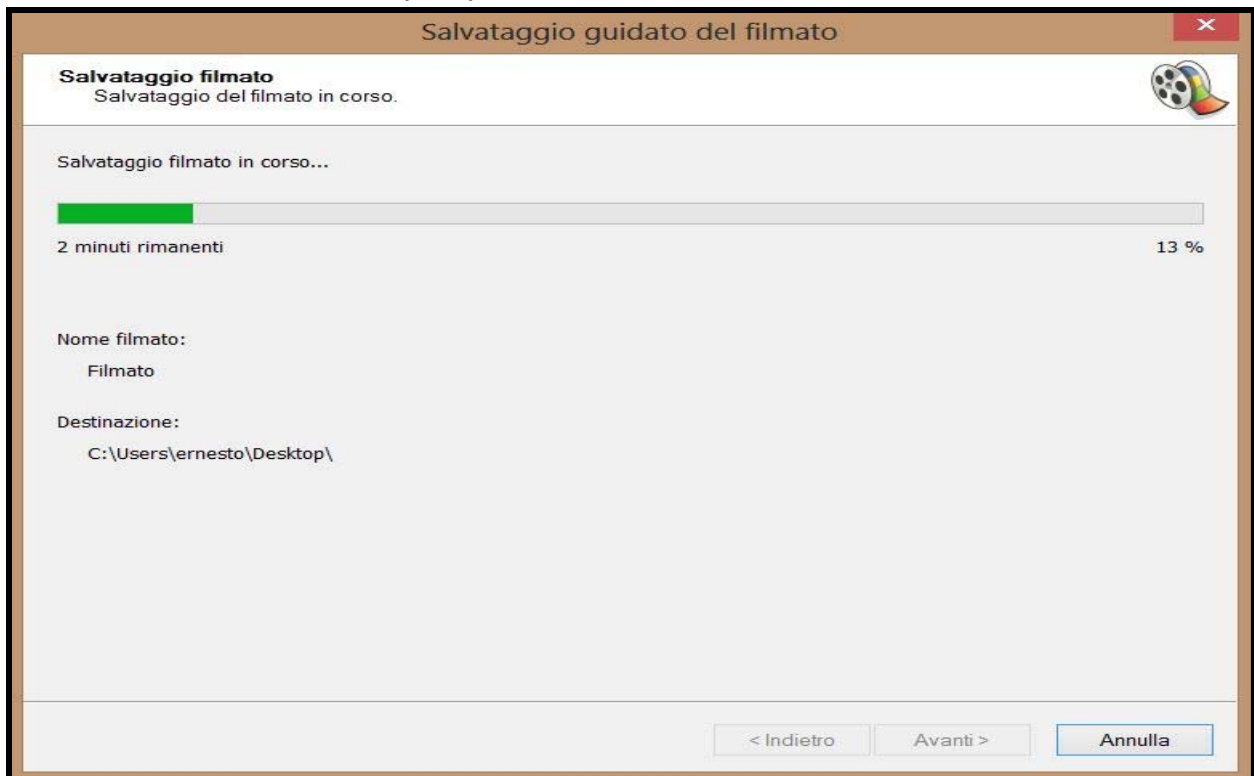 Salvataggio guidato del filmato
Salvataggio filmato
Salvataggio del filmato in corso.
Salvataggio filmato in corso...
2 minuti rimanenti
13 %
Nome filmato:
Filmato
Destinazione:
C:\Users\ernesto\Desktop\
< Indietro
Avanti >
Annulla